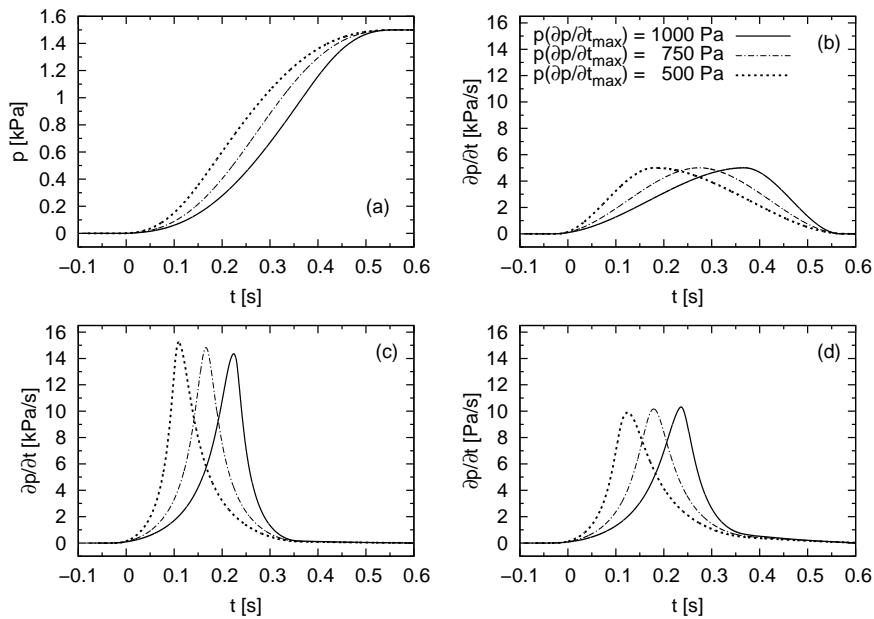 1.6
1.4
1.2
1
0.8
0.6
0.4
0.2
0
p [kPa]
(a)
−0.1 0 0.1 0.2 0.3 0.4 0.5 0.6
t [s]
p(∂p/∂tmax) = 1000 Pa
p(∂p/∂tmax) = 750 Pa
p(∂p/∂tmax) = 500 Pa
(b)
16
14
12
10
8
6
4
2
0
∂p/∂t [kPa/s]
−0.1 0 0.1 0.2 0.3 0.4 0.5 0.6
t [s]
16
14
12
10
8
6
4
2
0
∂p/∂t [kPa/s]
(c)
−0.1 0 0.1 0.2 0.3 0.4 0.5 0.6
t [s]
16
14
12
10
8
6
4
2
0
∂p/∂t [Pa/s]
(d)
−0.1 0 0.1 0.2 0.3 0.4 0.5 0.6
t [s]